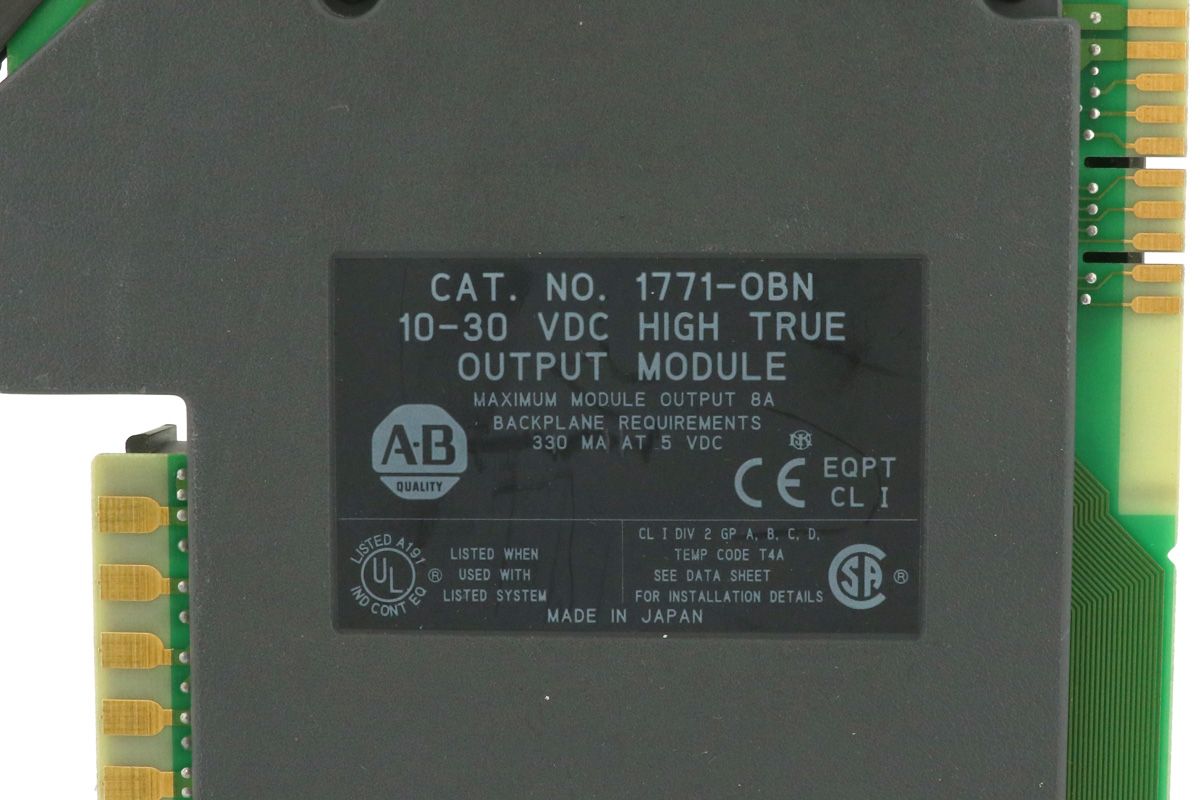 CAT. NO. 1771-OBN
10-30 VDC HIGH TRUE
OUTPUT MODULE
MAXIMUM MODULE OUTPUT 8A
BACKPLANE REQUIREMENTS
330 MA AT 5 VDC
A-B
QUALITY
CE EQPT
CL I
LISTED A191
UL ®
IND CONT EQ
LISTED WHEN
USED WITH
LISTED SYSTEM
CL I DIV 2 GP A, B, C, D,
TEMP CODE T4A
SEE DATA SHEET
FOR INSTALLATION DETAILS
SA ®
MADE IN JAPAN